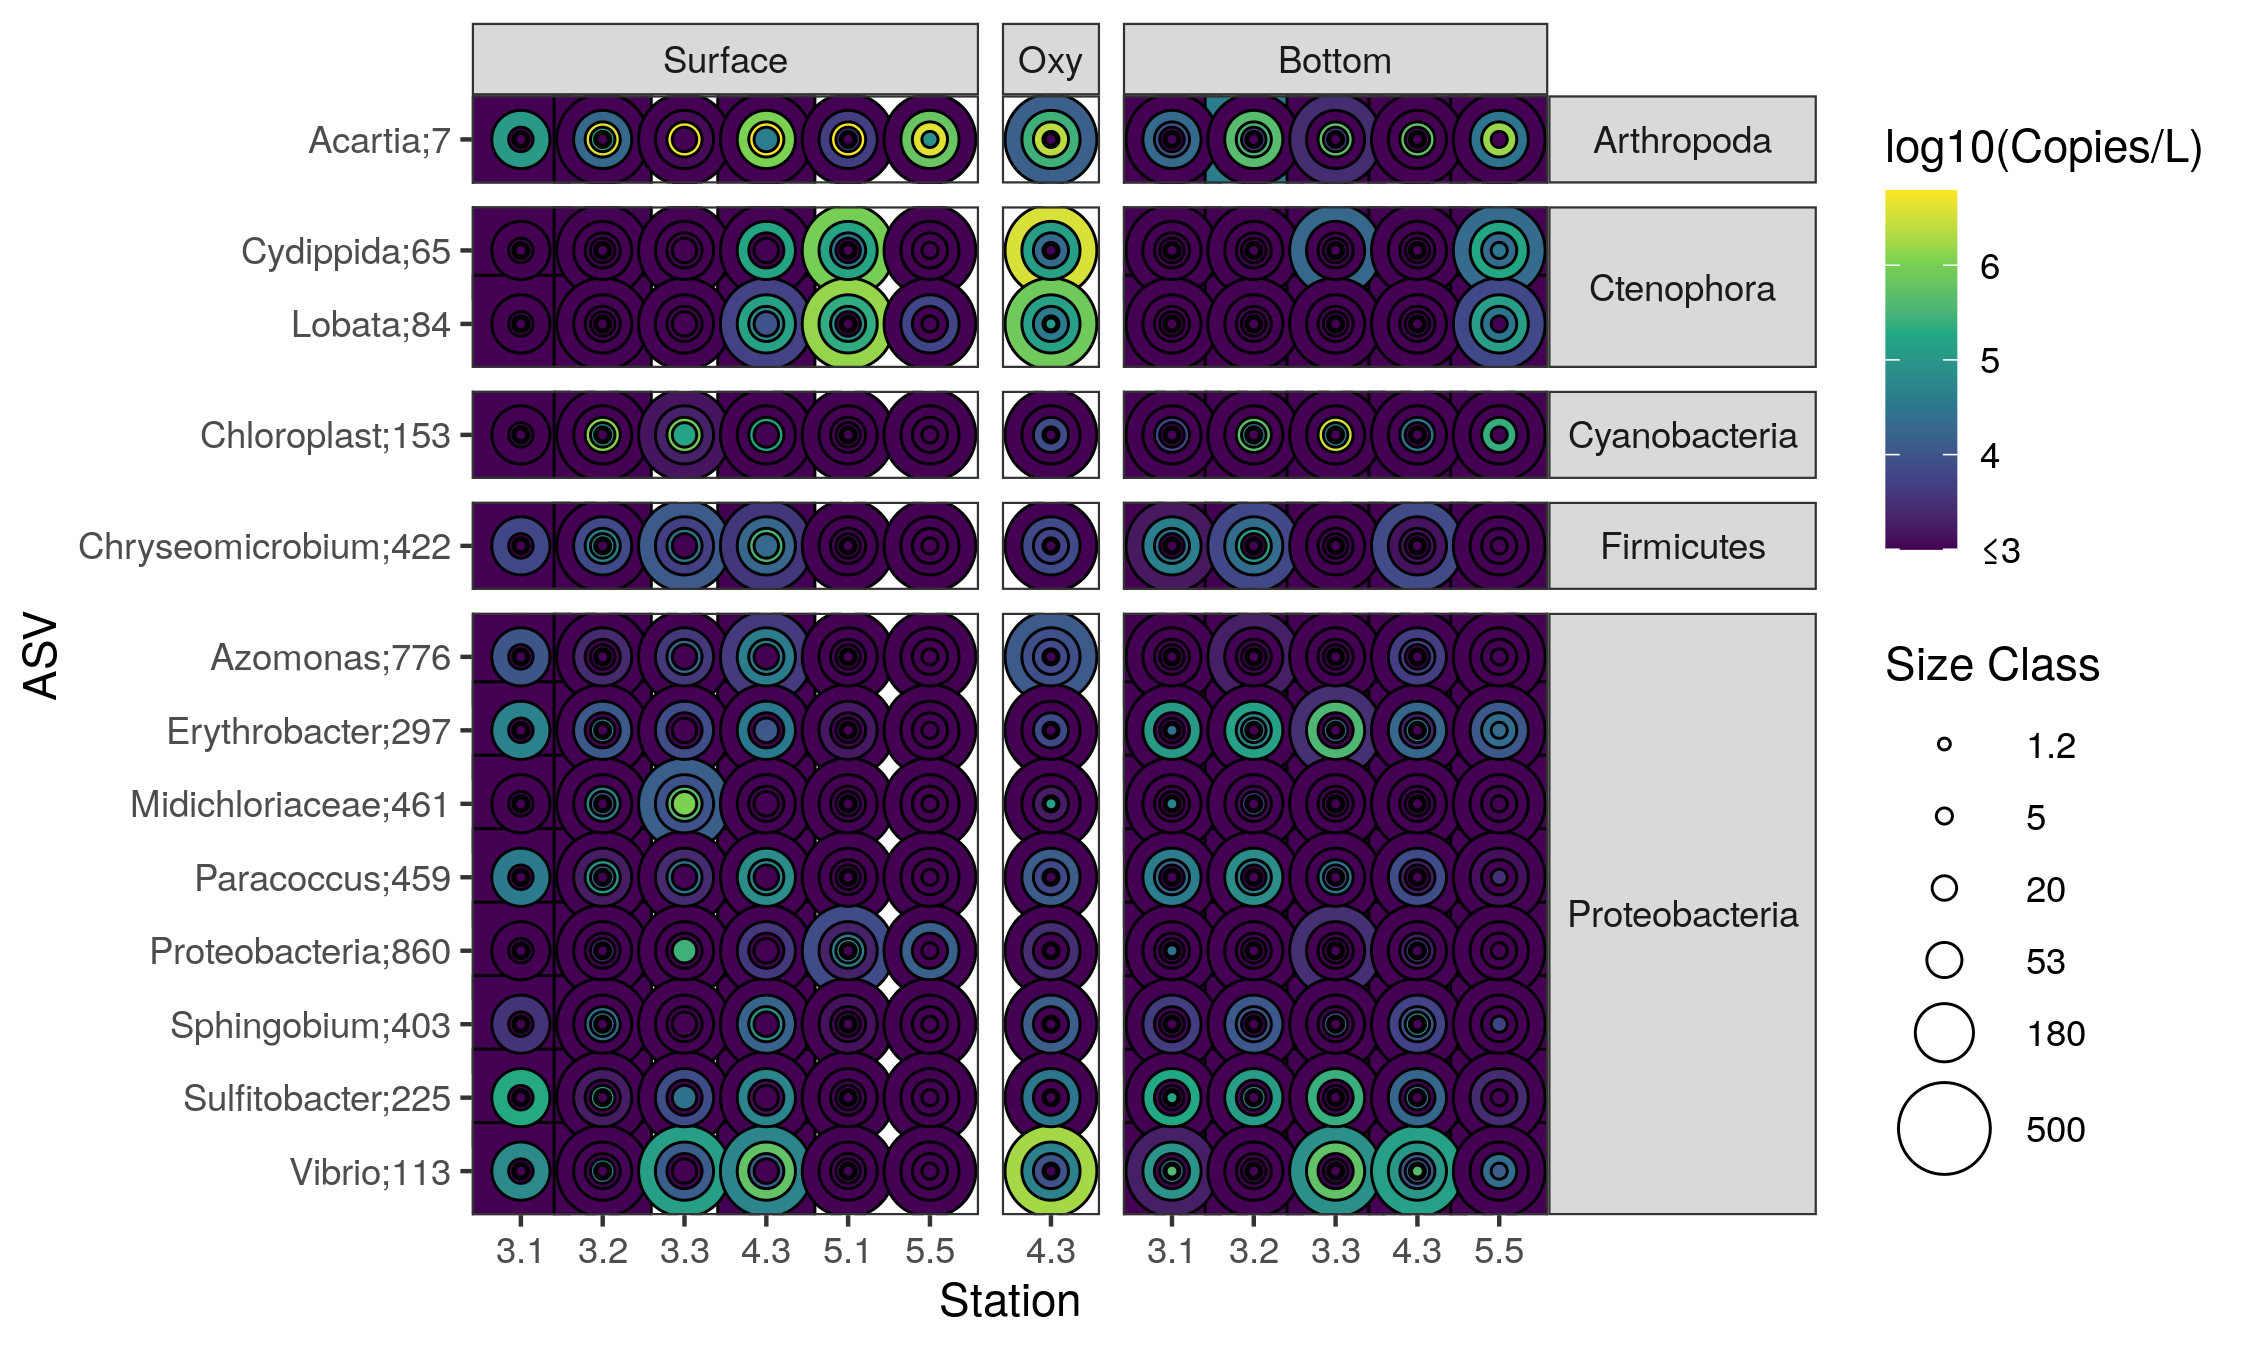 Surface Oxy Bottom
Acartia;7
Cydippida;65
Lobata;84
Chloroplast;153
Chryseomicrobium;422
Azomonas;776
Erythrobacter;297
Midichloriaceae;461
Paracoccus;459
Proteobacteria;860
Sphingobium;403
Sulfitobacter;225
Vibrio;113
ASV
Arthropoda
Ctenophora
Cyanobacteria
Firmicutes
Proteobacteria
3.1 3.2 3.3 4.3 5.1 5.5 4.3 3.1 3.2 3.3 4.3 5.5
Station
log10(Copies/L)
6
5
4
≤3
Size Class
1.2
5
20
53
180
500